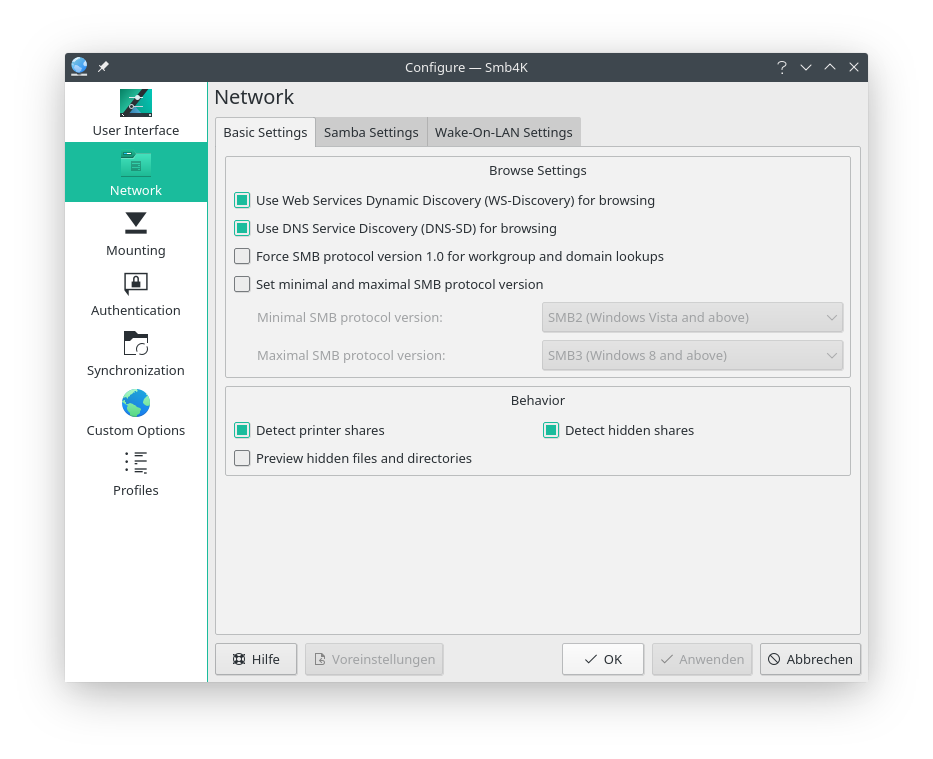 Configure — Smb4K
User Interface
Network
Mounting
Authentication
Synchronization
Custom Options
Profiles
Network
Basic Settings
Samba Settings
Wake-On-LAN Settings
Browse Settings
Use Web Services Dynamic Discovery (WS-Discovery) for browsing
Use DNS Service Discovery (DNS-SD) for browsing
Force SMB protocol version 1.0 for workgroup and domain lookups
Set minimal and maximal SMB protocol version
Minimal SMB protocol version: SMB2 (Windows Vista and above)
Maximal SMB protocol version: SMB3 (Windows 8 and above)
Behavior
Detect printer shares
Detect hidden shares
Preview hidden files and directories
Hilfe
Voreinstellungen
OK
Anwenden
Abbrechen